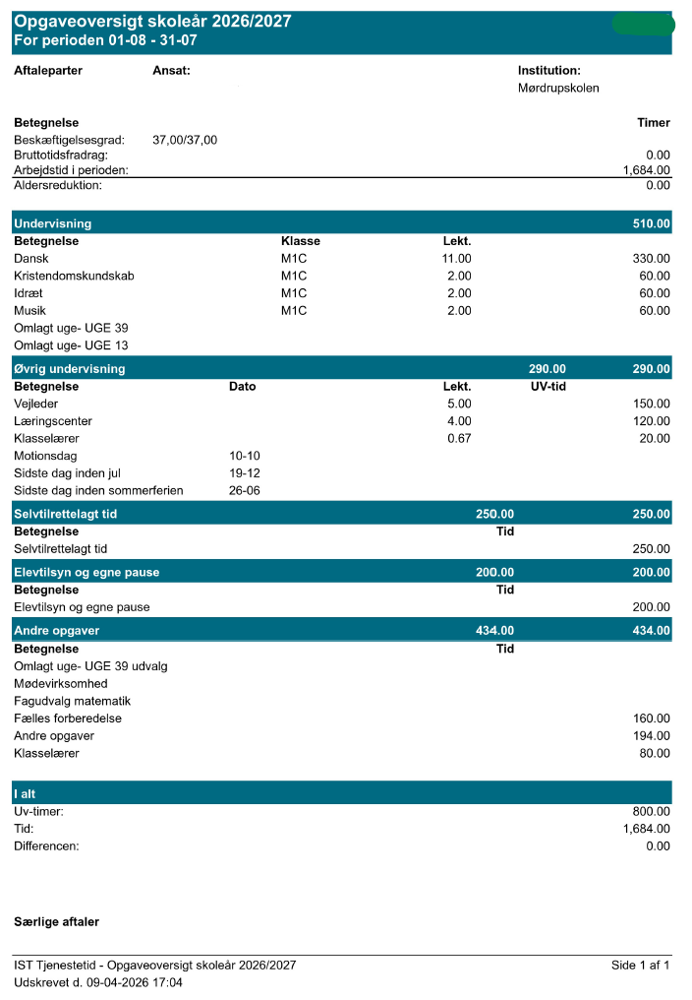 Opgaveoversigt skoleår 2026/2027
For perioden 01-08 - 31-07
Aftaleparter Ansat: Institution:
Mørdrupskolen
Betegnelse Timer
Beskæftigelsesgrad: 37,00/37,00
Bruttotidsfradrag: 0.00
Arbejdstid i perioden: 1,684.00
Aldersreduktion: 0.00
Undervisning 510.00
Betegnelse Klasse Lekt.
Dansk M1C 11.00 330.00
Kristendomskundskab M1C 2.00 60.00
Idræt M1C 2.00 60.00
Musik M1C 2.00 60.00
Omlagt uge- UGE 39
Omlagt uge- UGE 13
Øvrig undervisning 290.00 290.00
Betegnelse Dato Lekt. UV-tid
Vejleder 5.00 150.00
Læringscenter 4.00 120.00
Klasselærer 0.67 20.00
Motionsdag 10-10
Sidste dag inden jul 19-12
Sidste dag inden sommerferien 26-06
Selvtilrettelagt tid 250.00 250.00
Betegnelse Tid
Selvtilrettelagt tid 250.00
Elevtilsyn og egne pause 200.00 200.00
Betegnelse Tid
Elevtilsyn og egne pause 200.00
Andre opgaver 434.00 434.00
Betegnelse Tid
Omlagt uge- UGE 39 udvalg
Mødevirksomhed
Fagudvalg matematik
Fælles forberedelse 160.00
Andre opgaver 194.00
Klasselærer 80.00
I alt
Uv-timer: 800.00
Tid: 1,684.00
Differencen: 0.00
Særlige aftaler
IST Tjenestetid - Opgaveoversigt skoleår 2026/2027 Side 1 af 1
Udskrevet d. 09-04-2026 17:04